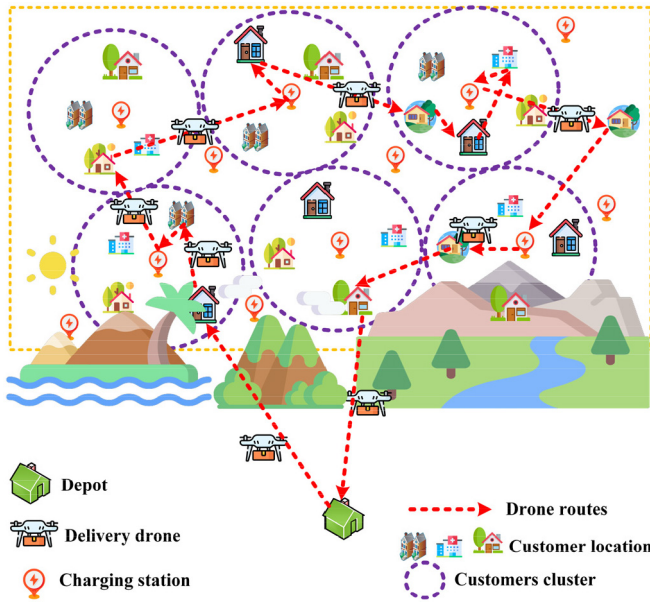 Depot
Delivery drone
Charging station
Drone routes
Customer location
Customers cluster